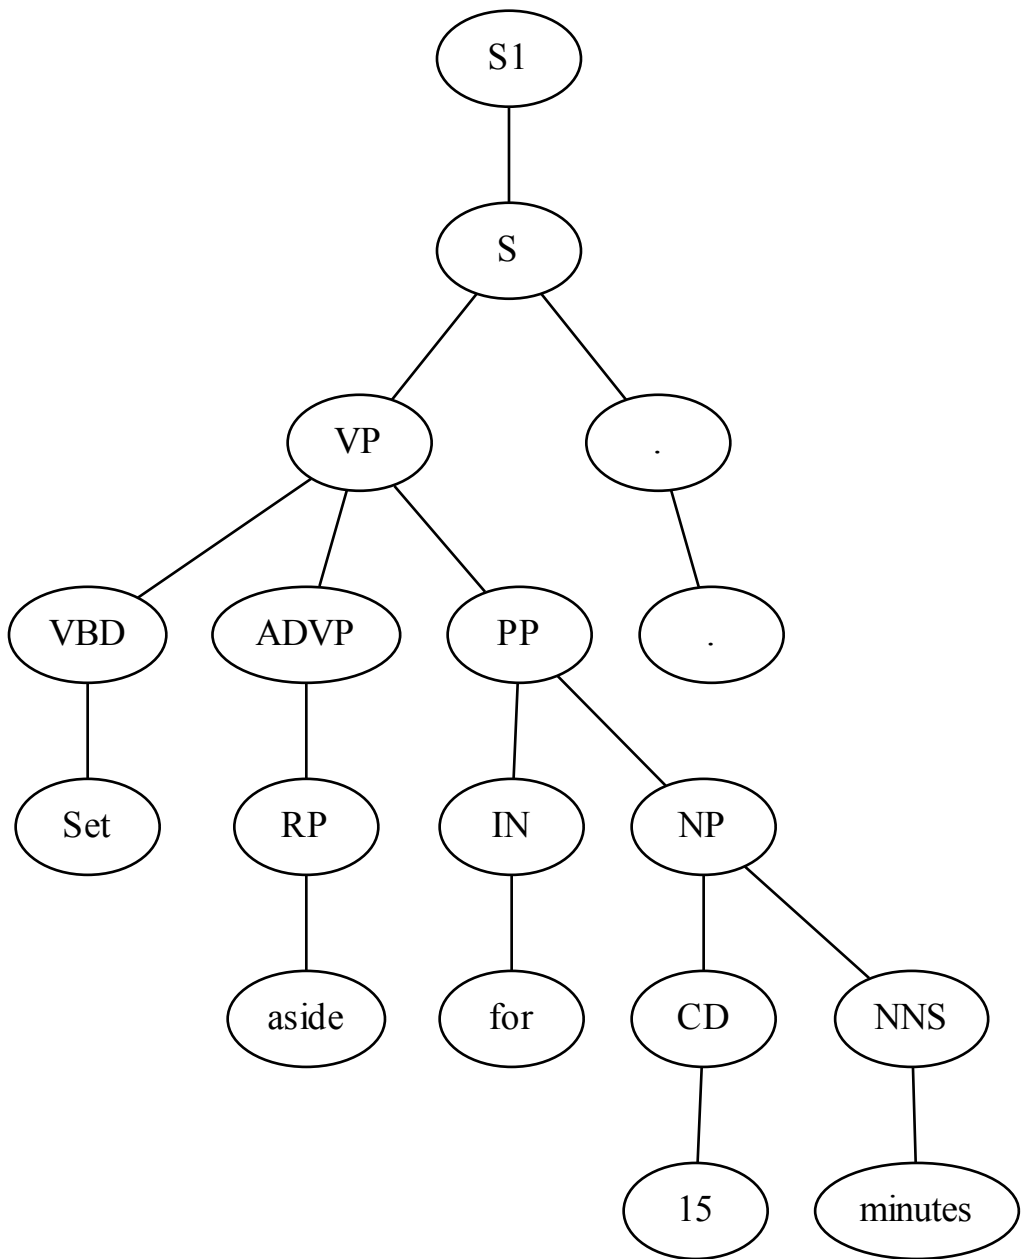 S1
S
VP .
VBD ADVP PP .
Set RP IN NP
aside for CD NNS
15 minutes